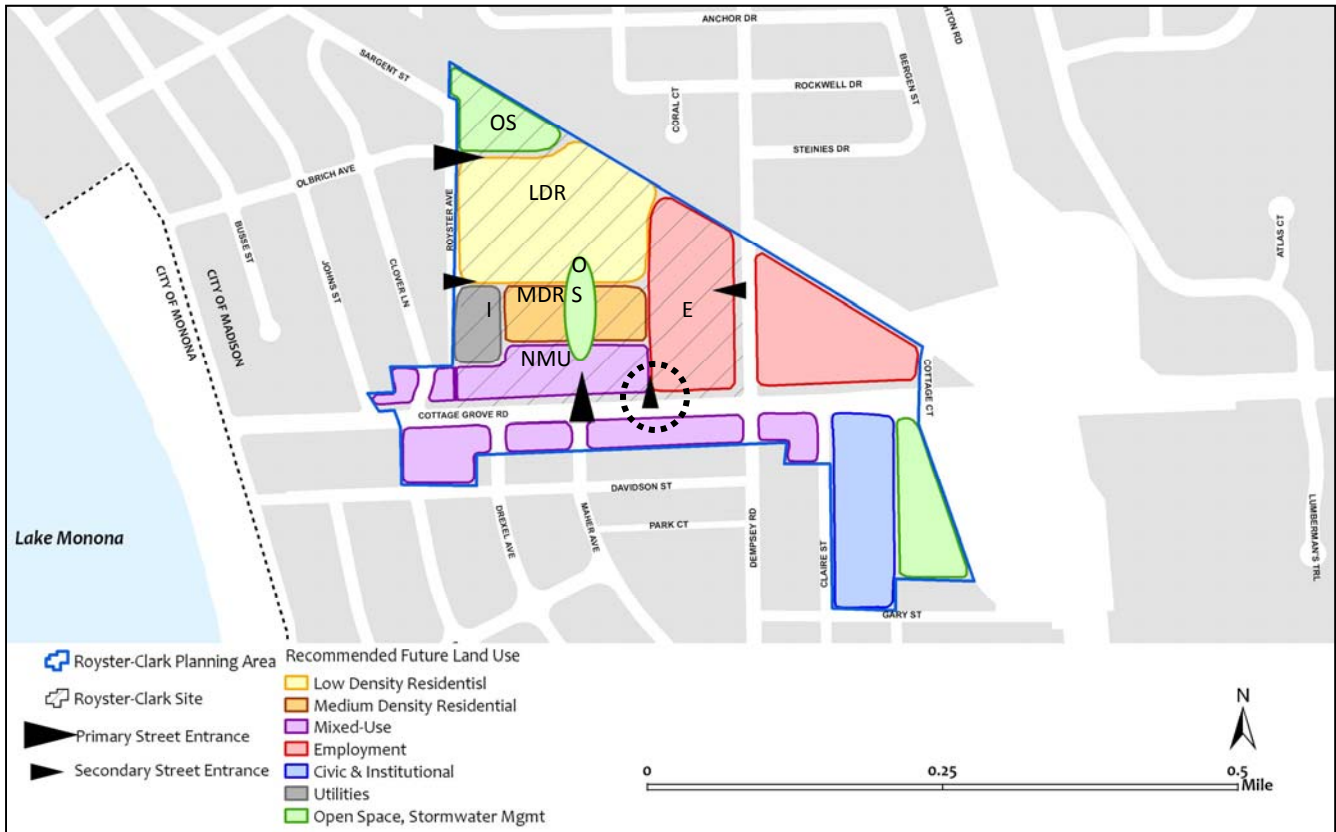 ANCHOR DR
HTON RD
SARGENT ST
BERGEN ST
ROCKWELL DR
CORAL CT
OS
STEINIES DR
OLBRICH AVE
LDR
ROYSTER AVE
BUSSE ST
ATLAS CT
CITY OF MONONA
CITY OF MADISON
JOHNS ST
CLOVER LN
O
MDR S
I
E
NMU
COTTAGE CT
COTTAGE GROVE RD
DAVIDSON ST
DREXEL AVE
MAHER AVE
PARK CT
DEMPSEY RD
CLAIRE ST
LUMBERMAN'S TRL
Lake Monona
GARY ST
Royster-Clark Planning Area
Royster-Clark Site
Primary Street Entrance
Secondary Street Entrance
Recommended Future Land Use
Low Density Residentisl
Medium Density Residential
Mixed-Use
Employment
Civic & Institutional
Utilities
Open Space, Stormwater Mgmt
N
0 0.25 0.5
Mile